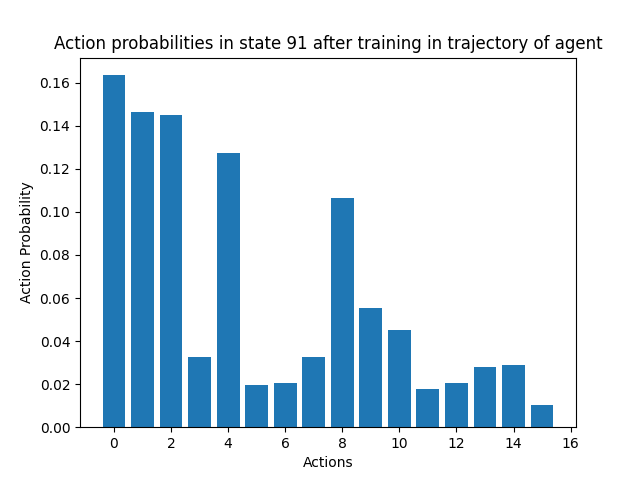 Action probabilities in state 91 after training in trajectory of agent
0.16
0.14
0.12
0.10
0.08
0.06
0.04
0.02
0.00
Action Probability
0 2 4 6 8 10 12 14 16
Actions